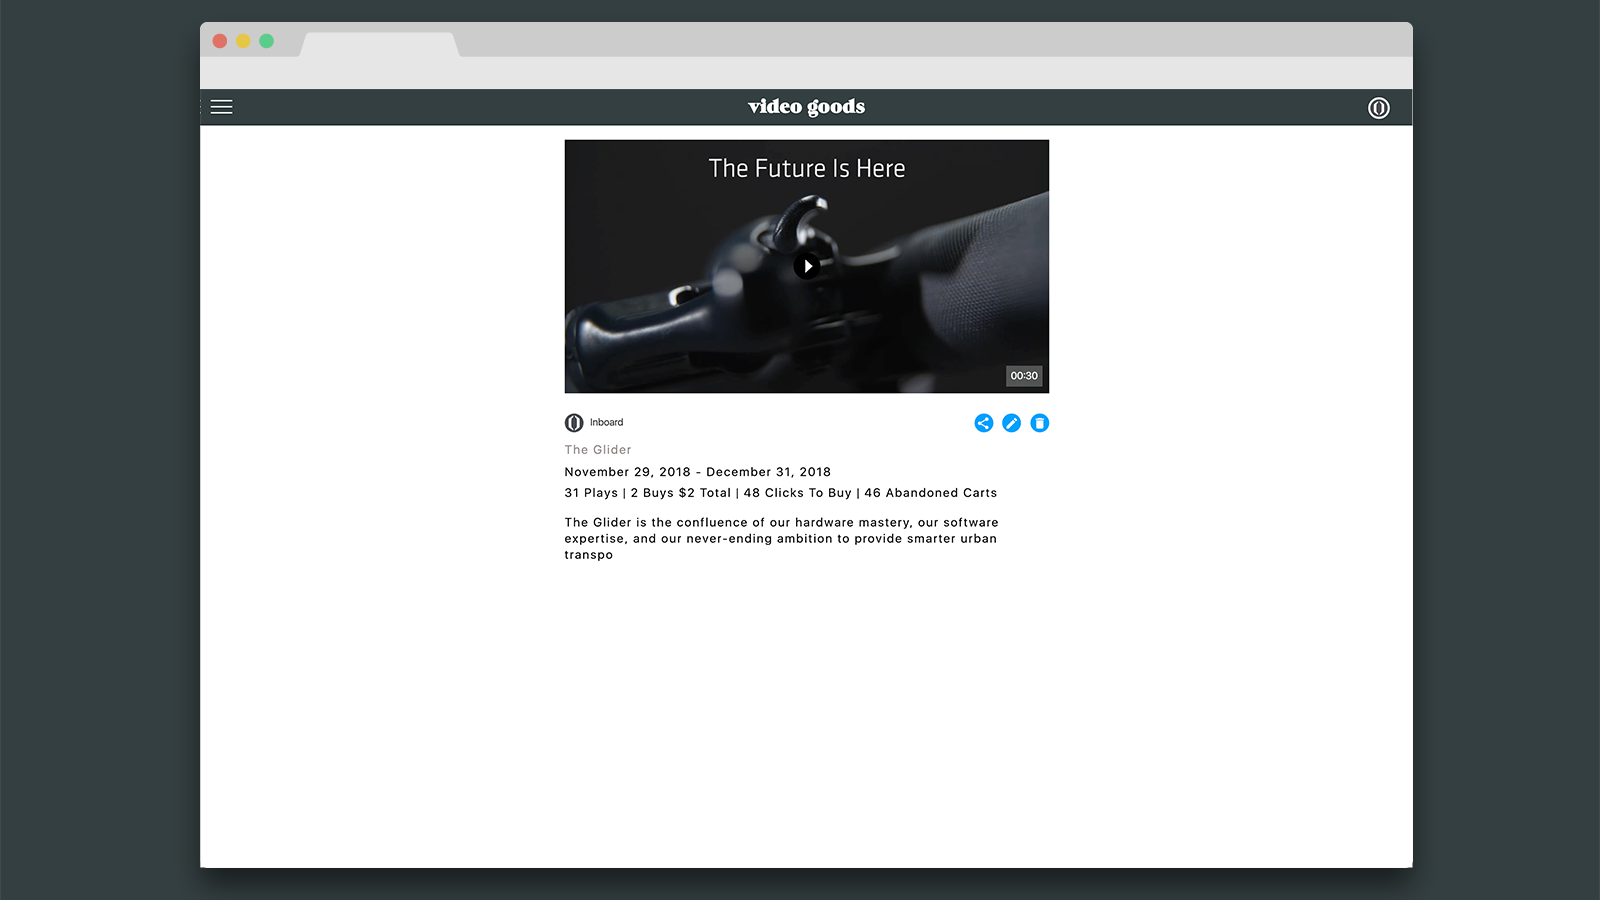 video goods
The Future Is Here
00:30
Inboard
The Glider
November 29, 2018 - December 31, 2018
31 Plays | 2 Buys $2 Total | 48 Clicks To Buy | 46 Abandoned Carts
The Glider is the confluence of our hardware mastery, our software
expertise, and our never-ending ambition to provide smarter urban
transpo